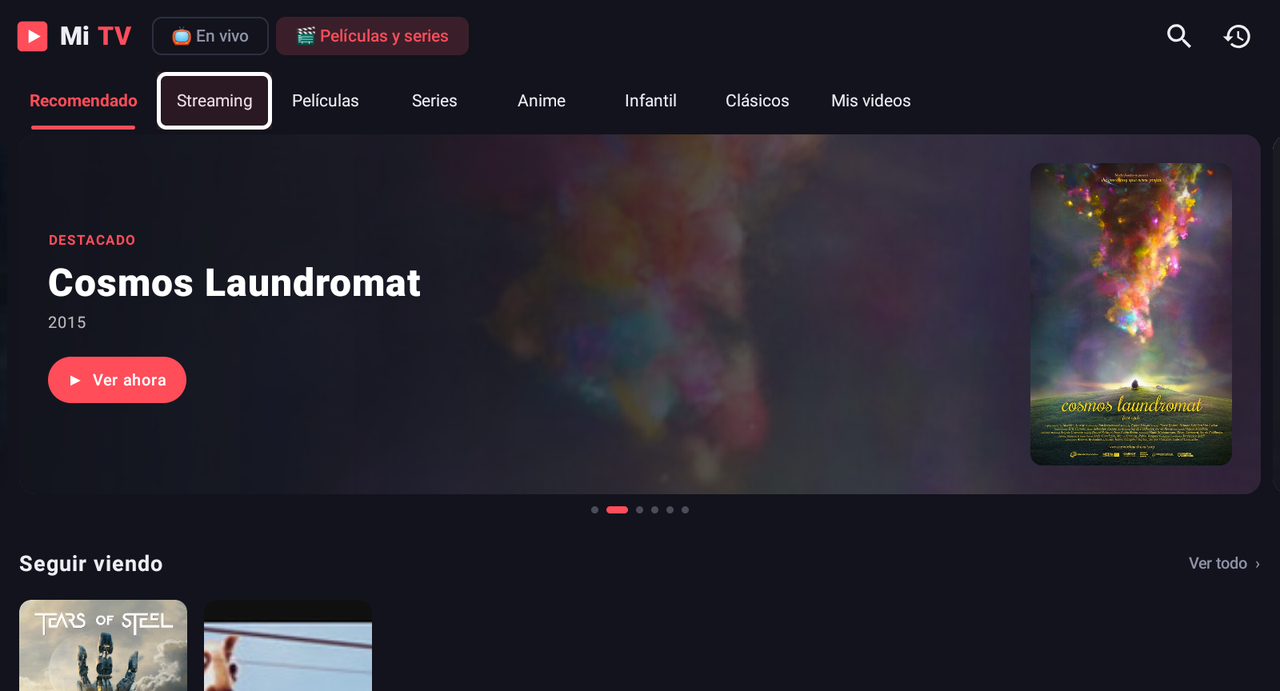 Mi TV
En vivo
Películas y series
Recomendado
Streaming
Películas
Series
Anime
Infantil
Clásicos
Mis videos
DESTACADO
Cosmos Laundromat
2015
Ver ahora
cosmos laundromat
Seguir viendo
Ver todo ›
TEARS OF STEEL